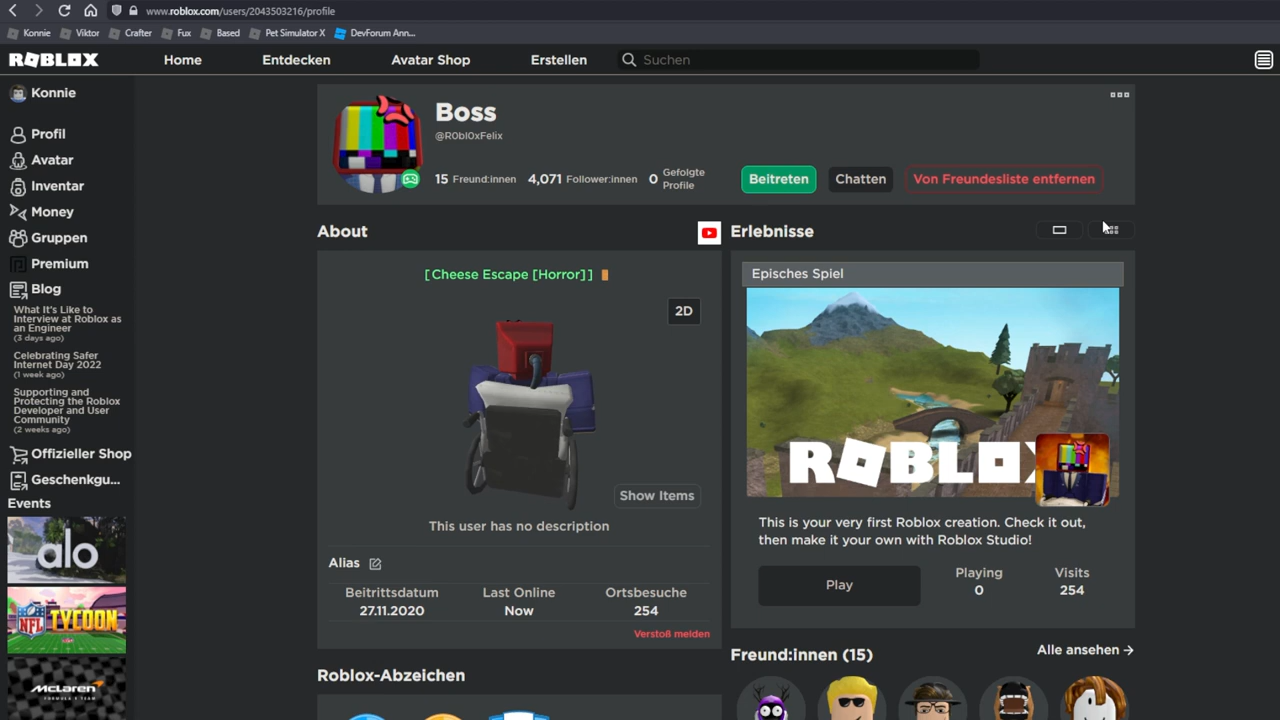 www.roblox.com/users/2043503216/profile
Konnie
Viktor
Crafter
Fux
Based
Pet Simulator X
DevForum Ann...
ROBLOX
Home
Entdecken
Avatar Shop
Erstellen
Suchen
Konnie
Profil
Avatar
Inventar
Money
Gruppen
Premium
Blog
What It's Like to
Interview at Roblox as
an Engineer
(3 days ago)
Celebrating Safer
Internet Day 2022
(1 week ago)
Supporting and
Protecting the Roblox
Developer and User
Community
(2 weeks ago)
Offizieller Shop
Geschenkgu...
Events
alo
NFL TYCOON
McLaren
FORMULA 1 TEAM
Boss
@R0bl0xFelix
15 Freund:innen
4,071 Follower:innen
0 Gefolgte
Profile
Beitreten
Chatten
Von Freundesliste entfernen
About
[Cheese Escape [Horror]]
2D
Show Items
This user has no description
Alias
Beitrittsdatum
Last Online
Ortsbesuche
27.11.2020
Now
254
Verstoß melden
Roblox-Abzeichen
Erlebnisse
Episches Spiel
ROBLOX
This is your very first Roblox creation. Check it out,
then make it your own with Roblox Studio!
Play
Playing
Visits
0
254
Freund:innen (15)
Alle ansehen